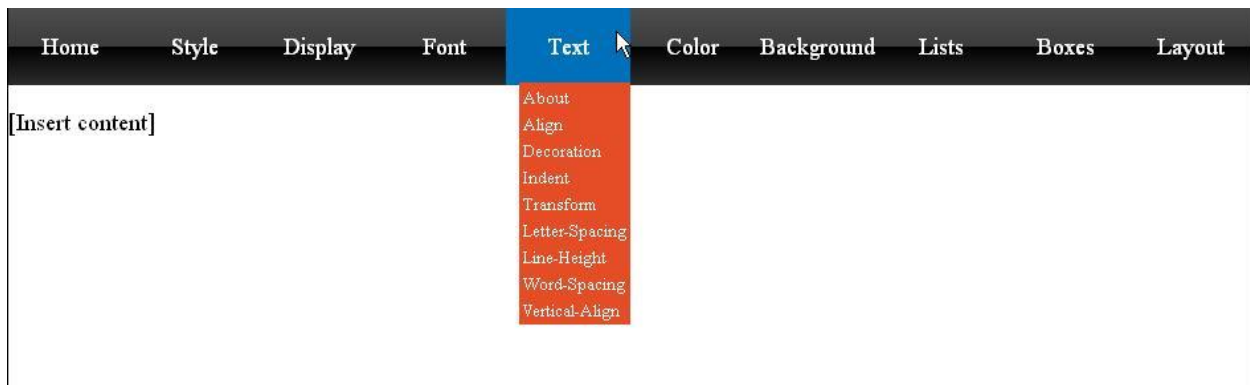 Home Style Display Font Text Color Background Lists Boxes Layout
[Insert content]
About
Align
Decoration
Indent
Transform
Letter-Spacing
Line-Height
Word-Spacing
Vertical-Align